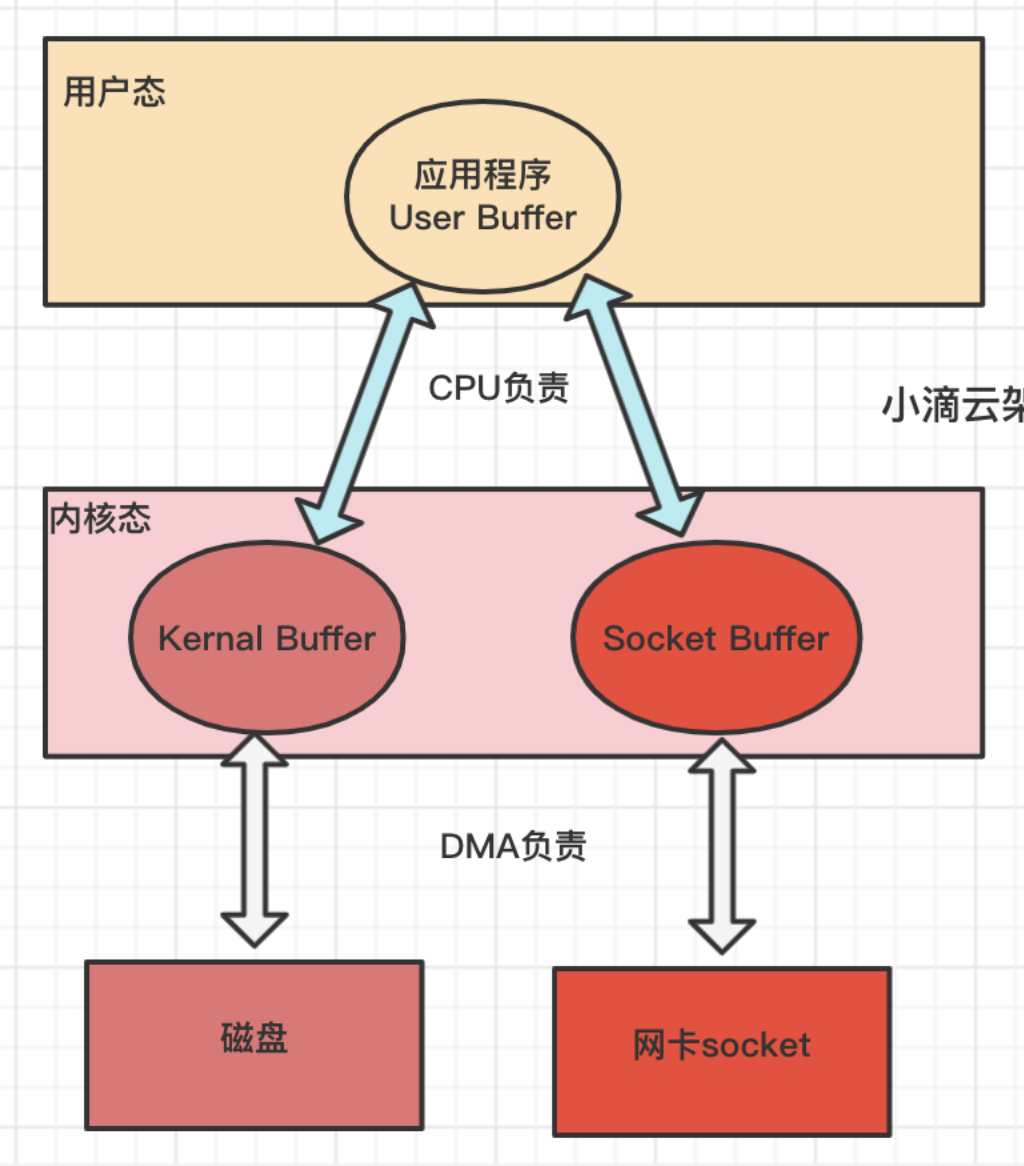 用户态
应用程序
User Buffer
CPU负责
小滴云架
内核态
Kernal Buffer
Socket Buffer
DMA负责
磁盘
网卡socket